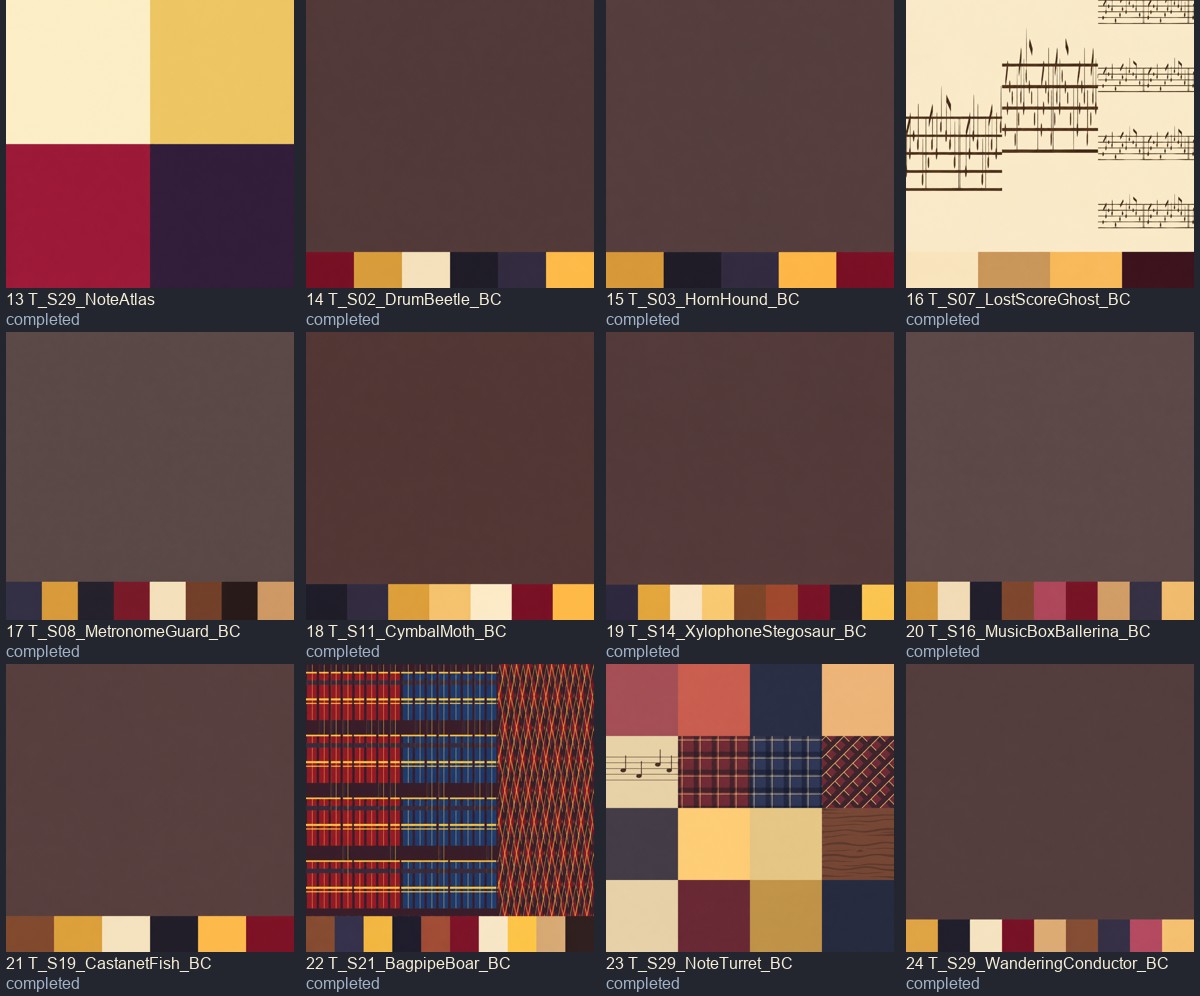 13 T_S29_NoteAtlas
completed
14 T_S02_DrumBeetle_BC
completed
15 T_S03_HornHound_BC
completed
16 T_S07_LostScoreGhost_BC
completed
17 T_S08_MetronomeGuard_BC
completed
18 T_S11_CymbalMoth_BC
completed
19 T_S14_XylophoneStegosaur_BC
completed
20 T_S16_MusicBoxBallerina_BC
completed
21 T_S19_CastanetFish_BC
completed
22 T_S21_BagpipeBoar_BC
completed
23 T_S29_NoteTurret_BC
completed
24 T_S29_WanderingConductor_BC
completed